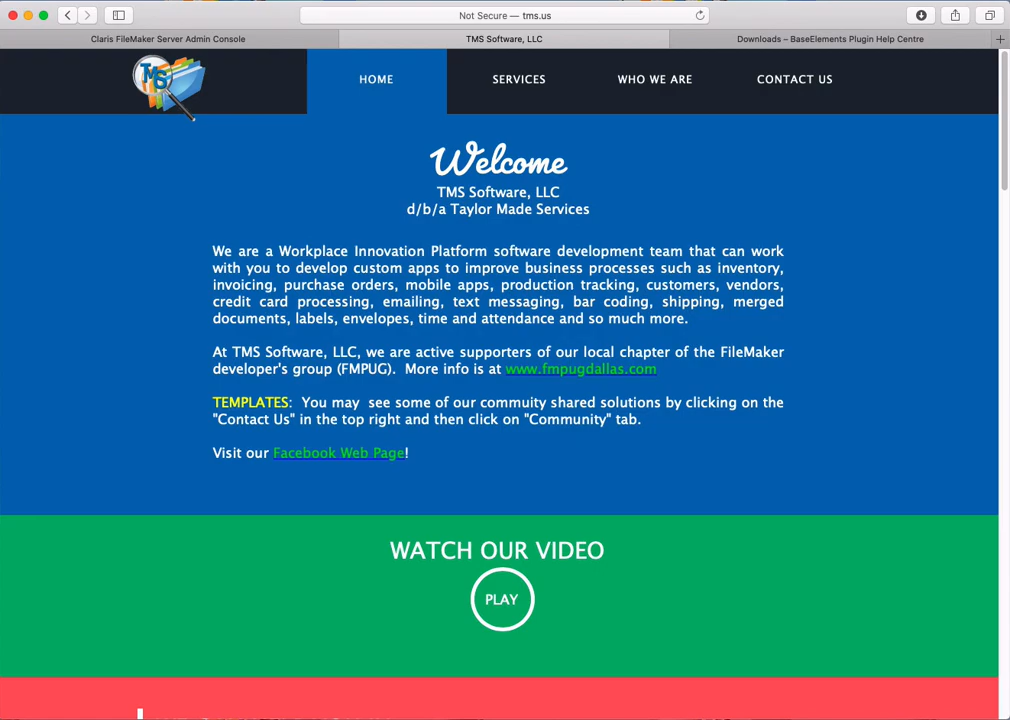 Not Secure — tms.us
Claris FileMaker Server Admin Console
TMS Software, LLC
Downloads – BaseElements Plugin Help Centre
TMS
HOME
SERVICES
WHO WE ARE
CONTACT US
Welcome
TMS Software, LLC
d/b/a Taylor Made Services
We are a Workplace Innovation Platform software development team that can work
with you to develop custom apps to improve business processes such as inventory,
invoicing, purchase orders, mobile apps, production tracking, customers, vendors,
credit card processing, emailing, text messaging, bar coding, shipping, merged
documents, labels, envelopes, time and attendance and so much more.
At TMS Software, LLC, we are active supporters of our local chapter of the FileMaker
developer's group (FMPUG).  More info is at www.fmpugdallas.com
TEMPLATES:  You may  see some of our commuity shared solutions by clicking on the
"Contact Us" in the top right and then click on "Community" tab.
Visit our Facebook Web Page!
WATCH OUR VIDEO
PLAY